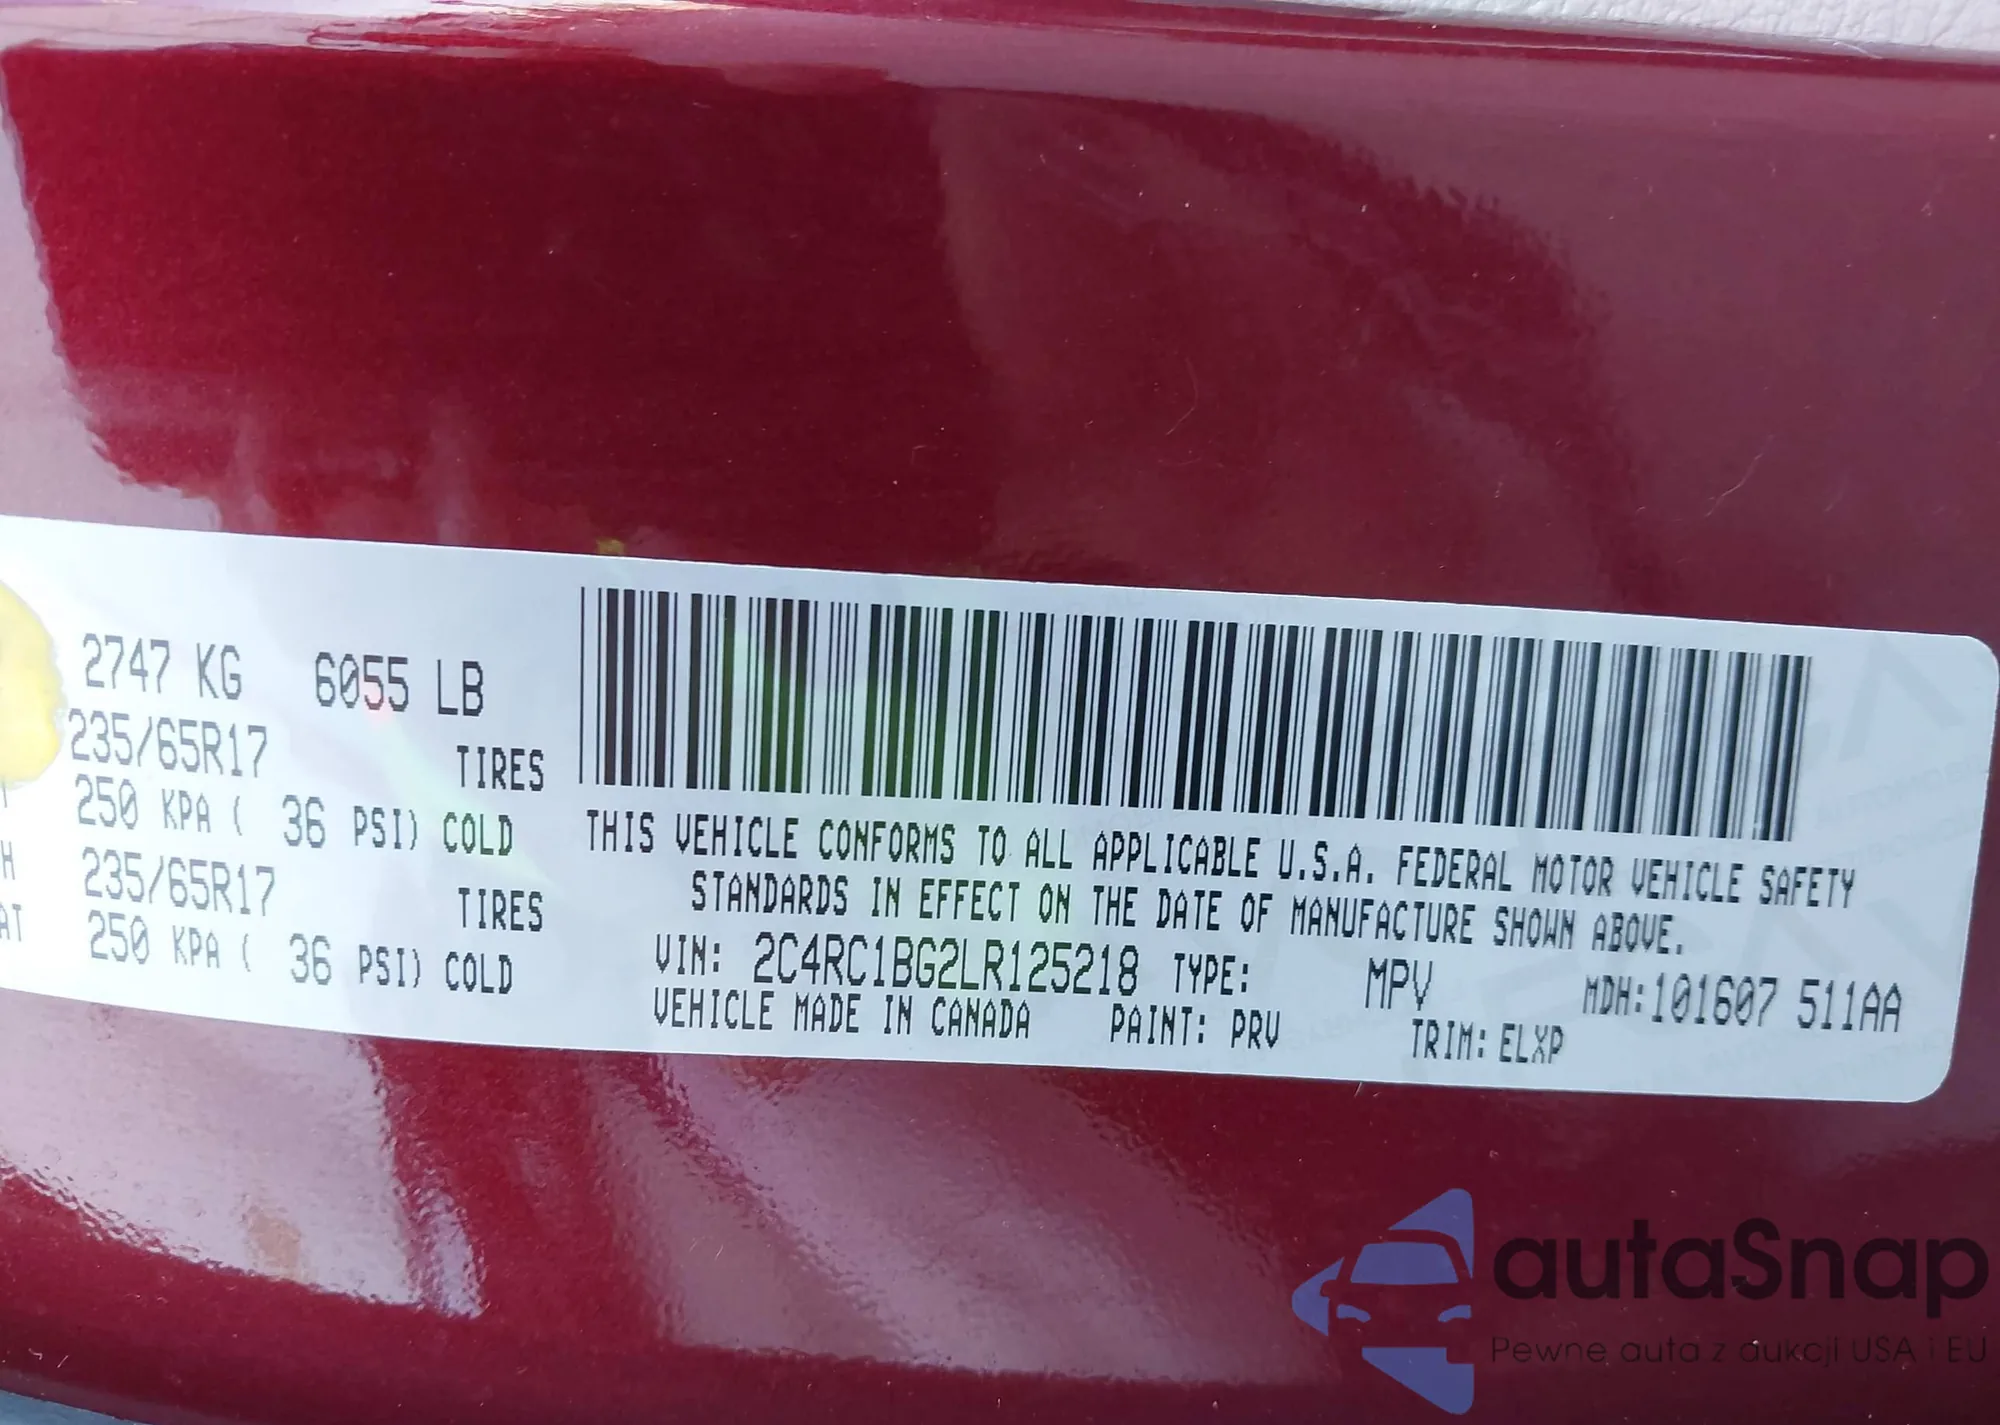 2747 KG 6055 LB
235/65R17 TIRES
250 KPA ( 36 PSI) COLD
235/65R17 TIRES
250 KPA ( 36 PSI) COLD
THIS VEHICLE CONFORMS TO ALL APPLICABLE U.S.A. FEDERAL MOTOR VEHICLE SAFETY
STANDARDS IN EFFECT ON THE DATE OF MANUFACTURE SHOWN ABOVE.
VIN: 2C4RC1BG2LR125218 TYPE: MPV MDH:101607 511AA
VEHICLE MADE IN CANADA PAINT: PRV TRIM: ELXP
autaSnap
Pewne auta z aukcji USA i EU